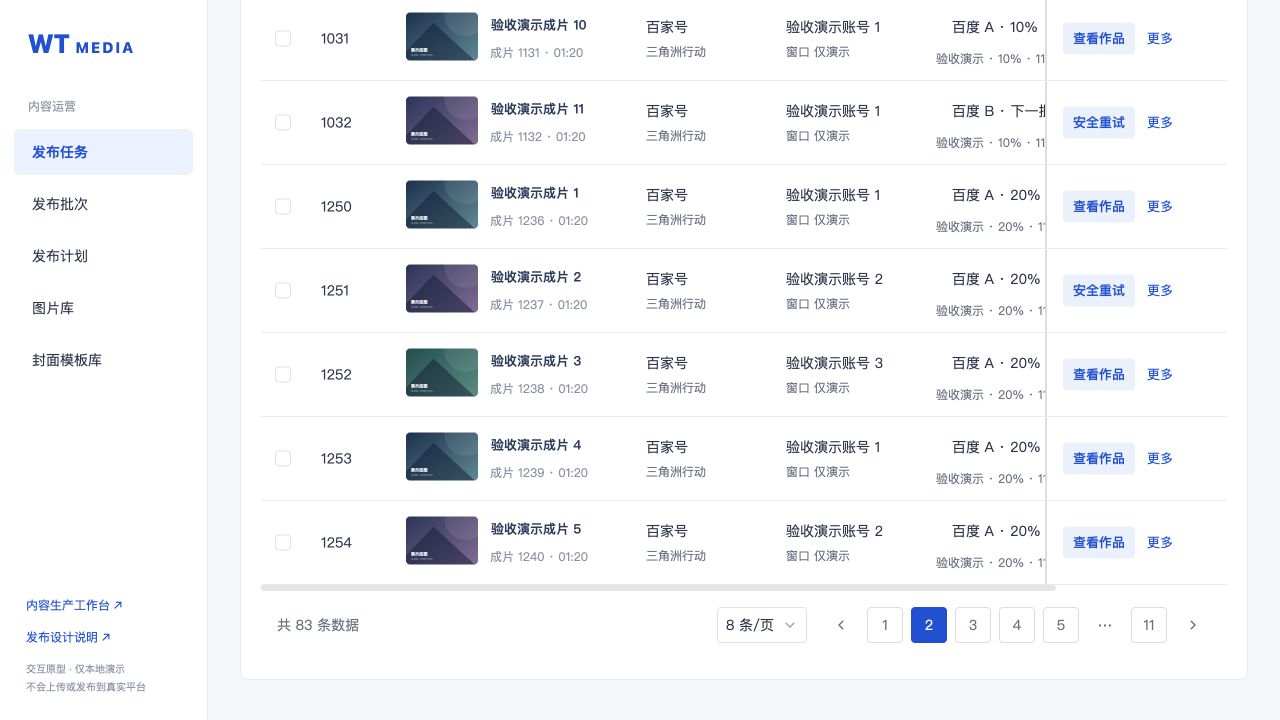 WT MEDIA
内容运营
发布任务
发布批次
发布计划
图片库
封面模板库
内容生产工作台 ↗
发布设计说明 ↗
交互原型 · 仅本地演示
不会上传或发布到真实平台
1031 验收演示成片 10 百家号 验收演示账号 1 百度 A · 10% 查看作品 更多
成片 1131 · 01:20 三角洲行动 窗口 仅演示 验收演示 · 10% · 11
1032 验收演示成片 11 百家号 验收演示账号 1 百度 B · 下一 安全重试 更多
成片 1132 · 01:20 三角洲行动 窗口 仅演示 验收演示 · 10% · 11
1250 验收演示成片 1 百家号 验收演示账号 1 百度 A · 20% 查看作品 更多
成片 1236 · 01:20 三角洲行动 窗口 仅演示 验收演示 · 20% · 1
1251 验收演示成片 2 百家号 验收演示账号 2 百度 A · 20% 安全重试 更多
成片 1237 · 01:20 三角洲行动 窗口 仅演示 验收演示 · 20% · 1
1252 验收演示成片 3 百家号 验收演示账号 3 百度 A · 20% 查看作品 更多
成片 1238 · 01:20 三角洲行动 窗口 仅演示 验收演示 · 20% · 1
1253 验收演示成片 4 百家号 验收演示账号 1 百度 A · 20% 查看作品 更多
成片 1239 · 01:20 三角洲行动 窗口 仅演示 验收演示 · 20% · 1
1254 验收演示成片 5 百家号 验收演示账号 2 百度 A · 20% 查看作品 更多
成片 1240 · 01:20 三角洲行动 窗口 仅演示 验收演示 · 20% · 1
共 83 条数据 8 条/页 1 2 3 4 5 ··· 11